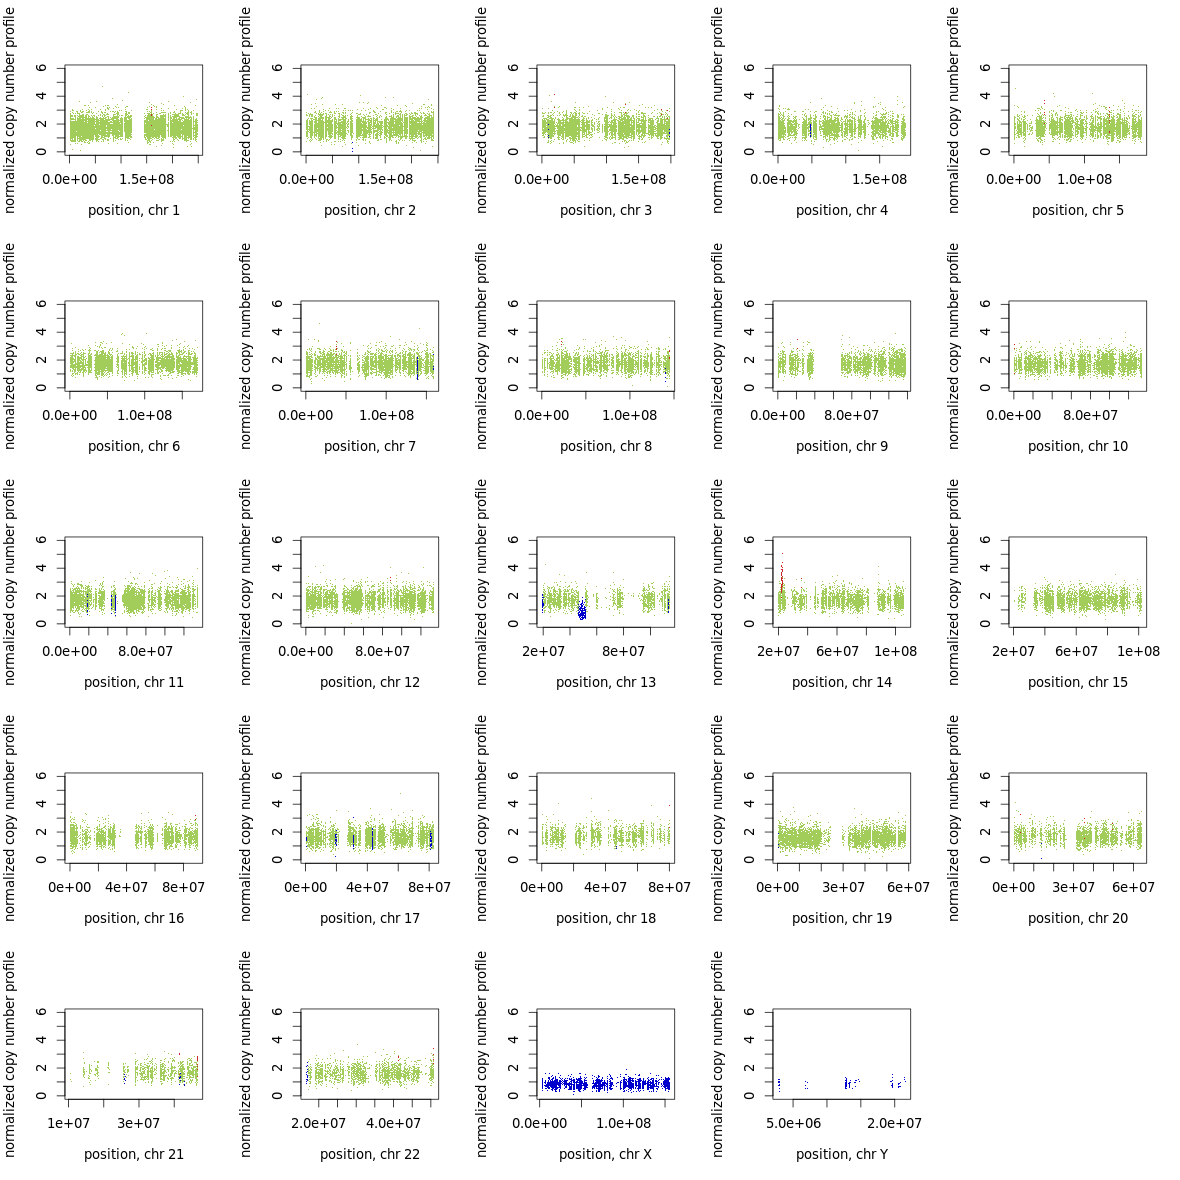 normalized copy number profile
0 2 4 6
0.0e+00 1.5e+08
position, chr 1
normalized copy number profile
0 2 4 6
0.0e+00 1.5e+08
position, chr 2
normalized copy number profile
0 2 4 6
0.0e+00 1.5e+08
position, chr 3
normalized copy number profile
0 2 4 6
0.0e+00 1.5e+08
position, chr 4
normalized copy number profile
0 2 4 6
0.0e+00 1.0e+08
position, chr 5
normalized copy number profile
0 2 4 6
0.0e+00 1.0e+08
position, chr 6
normalized copy number profile
0 2 4 6
0.0e+00 1.0e+08
position, chr 7
normalized copy number profile
0 2 4 6
0.0e+00 1.0e+08
position, chr 8
normalized copy number profile
0 2 4 6
0.0e+00 8.0e+07
position, chr 9
normalized copy number profile
0 2 4 6
0.0e+00 8.0e+07
position, chr 10
normalized copy number profile
0 2 4 6
0.0e+00 8.0e+07
position, chr 11
normalized copy number profile
0 2 4 6
0.0e+00 8.0e+07
position, chr 12
normalized copy number profile
0 2 4 6
2e+07 8e+07
position, chr 13
normalized copy number profile
0 2 4 6
2e+07 6e+07 1e+08
position, chr 14
normalized copy number profile
0 2 4 6
2e+07 6e+07 1e+08
position, chr 15
normalized copy number profile
0 2 4 6
0e+00 4e+07 8e+07
position, chr 16
normalized copy number profile
0 2 4 6
0e+00 4e+07 8e+07
position, chr 17
normalized copy number profile
0 2 4 6
0e+00 4e+07 8e+07
position, chr 18
normalized copy number profile
0 2 4 6
0e+00 3e+07 6e+07
position, chr 19
normalized copy number profile
0 2 4 6
0e+00 3e+07 6e+07
position, chr 20
normalized copy number profile
0 2 4 6
1e+07 3e+07
position, chr 21
normalized copy number profile
0 2 4 6
2.0e+07 4.0e+07
position, chr 22
normalized copy number profile
0 2 4 6
0.0e+00 1.0e+08
position, chr X
normalized copy number profile
0 2 4 6
5.0e+06 2.0e+07
position, chr Y